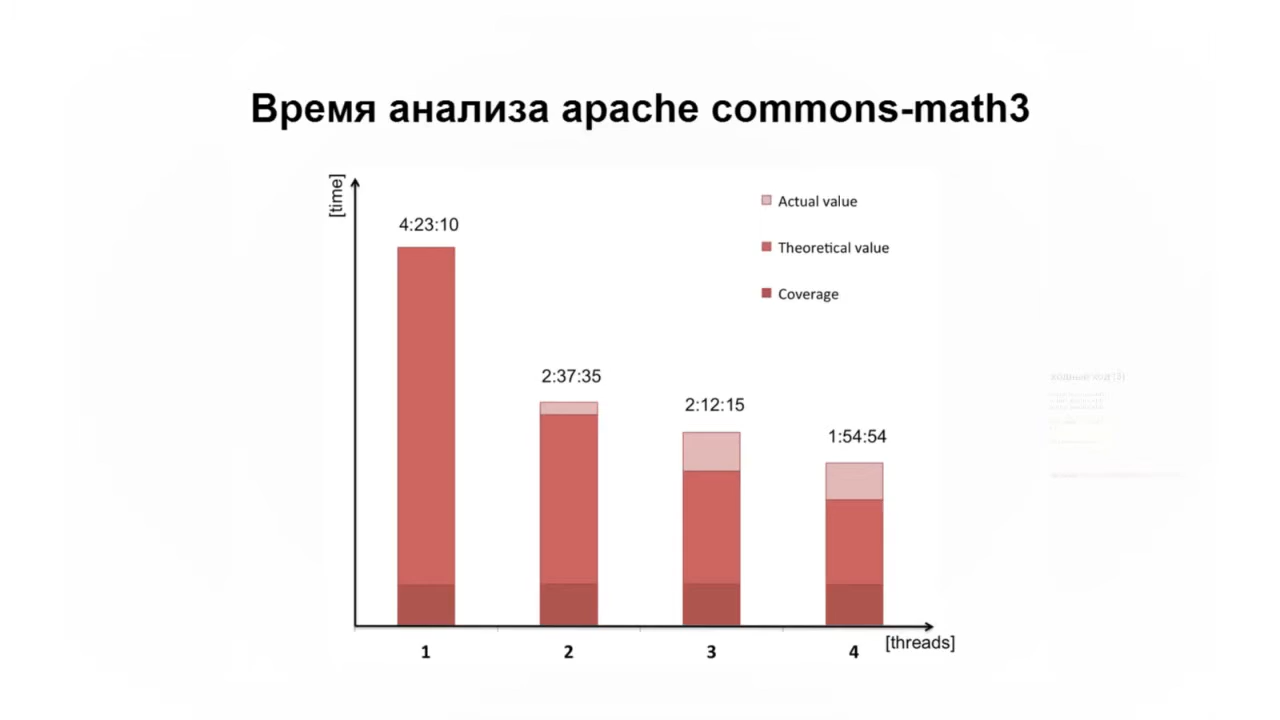 Время анализа apache commons-math3
[time]
4:23:10
2:37:35
2:12:15
1:54:54
Actual value
Theoretical value
Coverage
1
2
3
4
[threads]